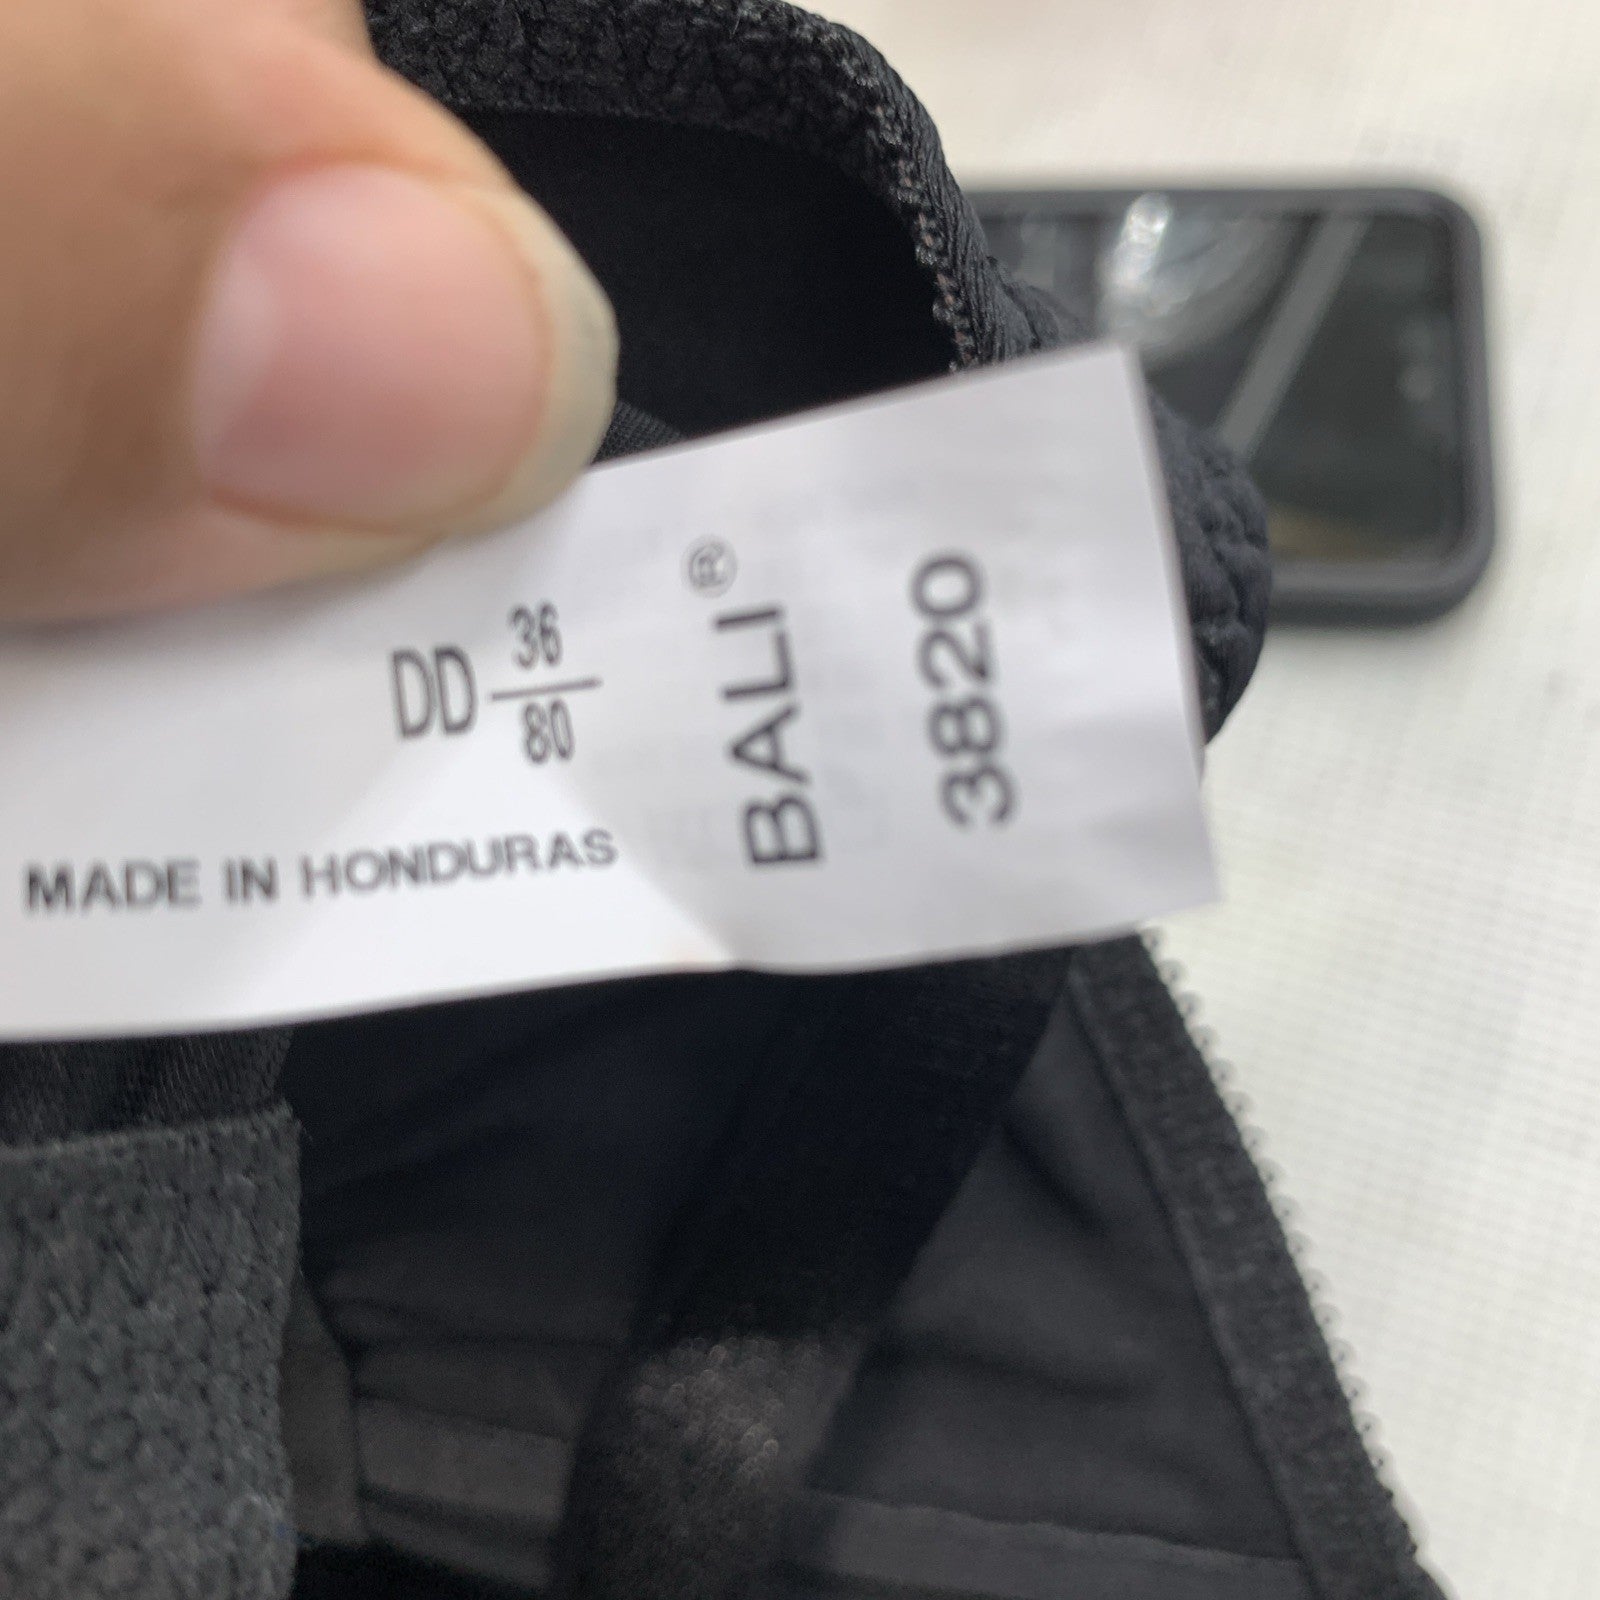 DD 36/80
MADE IN HONDURAS
BALI®
3820